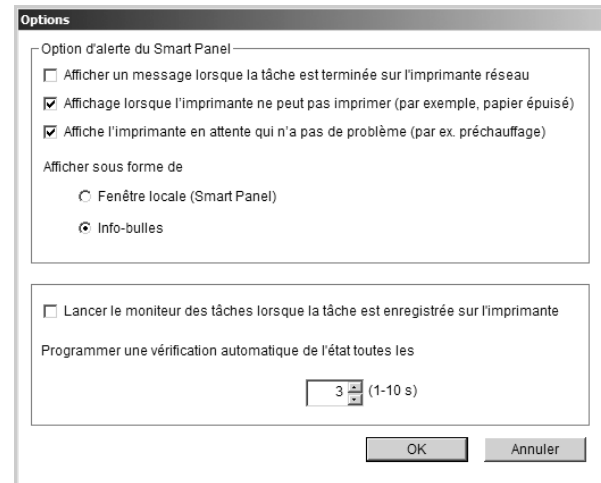 Options
Option d'alerte du Smart Panel
Afficher un message lorsque la tâche est terminée sur l'imprimante réseau
Affichage lorsque l'imprimante ne peut pas imprimer (par exemple, papier épuisé)
Affiche l'imprimante en attente qui n'a pas de problème (par ex. préchauffage)
Afficher sous forme de
Fenêtre locale (Smart Panel)
Info-bulles
Lancer le moniteur des tâches lorsque la tâche est enregistrée sur l'imprimante
Programmer une vérification automatique de l'état toutes les
3 (1-10 s)
OK Annuler